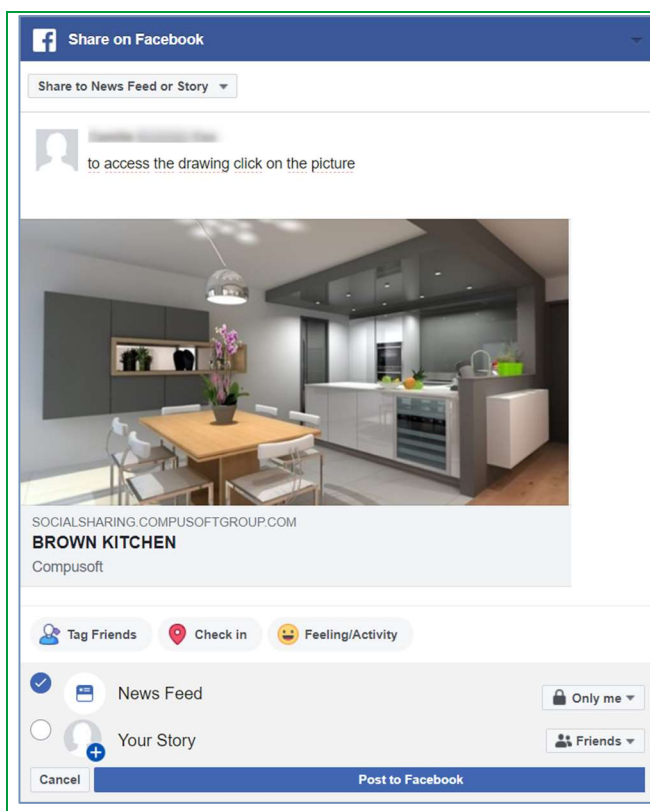 Share on Facebook
Share to News Feed or Story
to access the drawing click on the picture
SOCIALSHARING.COMPUSOFTGROUP.COM
BROWN KITCHEN
Compusoft
Tag Friends
Check in
Feeling/Activity
News Feed
Only me
Your Story
Friends
Cancel
Post to Facebook